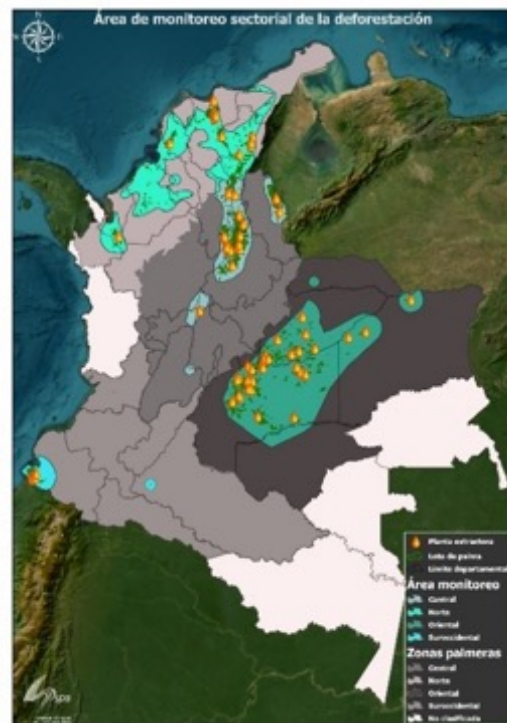 Área de monitoreo sectorial de la deforestación
Planta extractora
Lote de palma
Límite departamental
Área monitoreo
Central
Norte
Oriental
Suroccidental
Zonas palmeras
Central
Norte
Oriental
Suroccidental
No clasificada